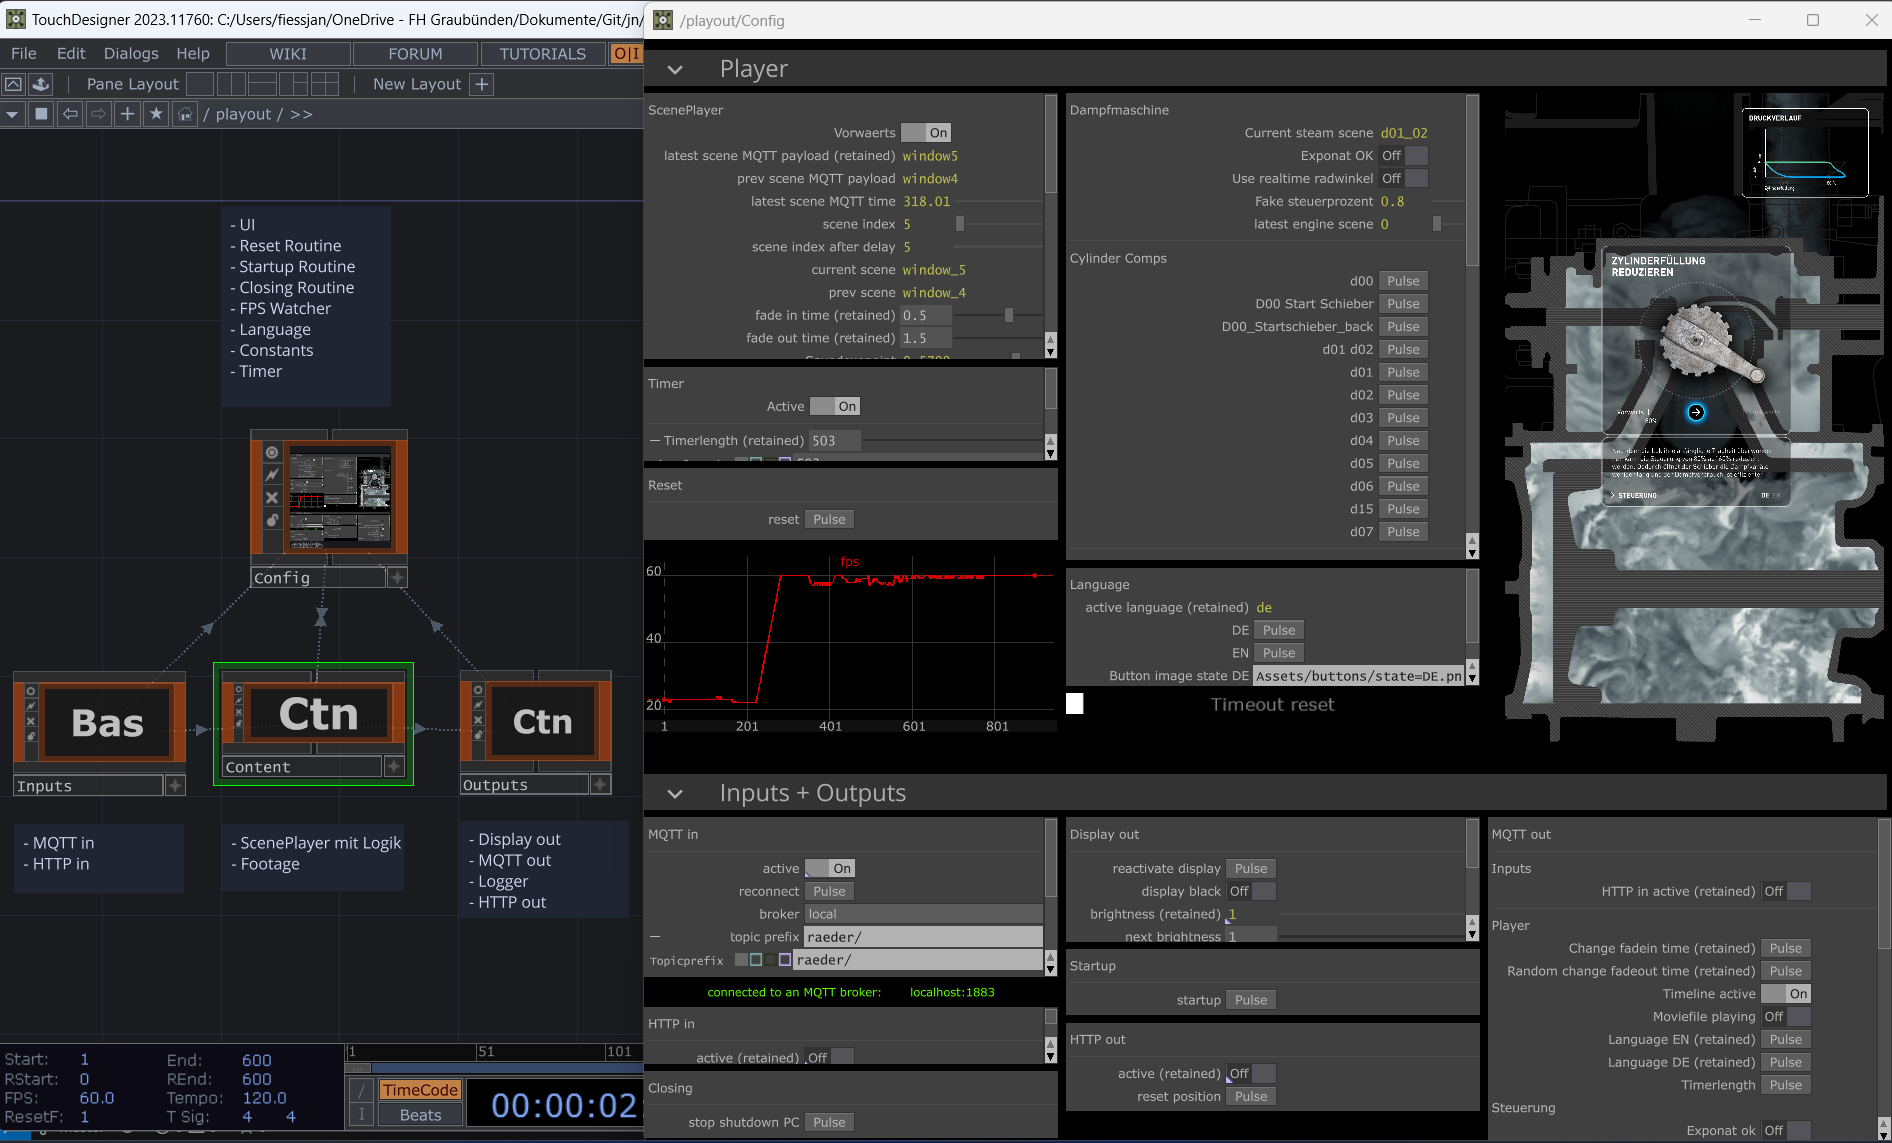 TouchDesigner 2023.11760: C:/Users/fiessjan/OneDrive - FH Graubünden/Dokumente/Git/jn/
File Edit Dialogs Help WIKI FORUM TUTORIALS O|I
Pane Layout New Layout +
/ playout / >>
- UI
- Reset Routine
- Startup Routine
- Closing Routine
- FPS Watcher
- Language
- Constants
- Timer
Config
Bas
Inputs
Ctn
Content
Ctn
Outputs
- MQTT in
- HTTP in
- ScenePlayer mit Logik
- Footage
- Display out
- MQTT out
- Logger
- HTTP out
Start: 1 End: 600
RStart: 0 REnd: 600
FPS: 60.0 Tempo: 120.0
ResetF: 1 T Sig: 4 4
1 51 101
TimeCode
Beats
00:00:02
/playout/Config
Player
ScenePlayer
Vorwaerts On
latest scene MQTT payload (retained) window5
prev scene MQTT payload window4
latest scene MQTT time 318.01
scene index 5
scene index after delay 5
current scene window_5
prev scene window_4
fade in time (retained) 0.5
fade out time (retained) 1.5
Timer
Active On
Timerlength (retained) 503
Reset
reset Pulse
fps
60
40
20
1 201 401 601 801
Dampfmaschine
Current steam scene d01_02
Exponat OK Off
Use realtime radwinkel Off
Fake steuerprozent 0.8
latest engine scene 0
Cylinder Comps
d00 Pulse
D00 Start Schieber Pulse
D00_Startschieber_back Pulse
d01 d02 Pulse
d01 Pulse
d02 Pulse
d03 Pulse
d04 Pulse
d05 Pulse
d06 Pulse
d15 Pulse
d07 Pulse
Language
active language (retained) de
DE Pulse
EN Pulse
Button image state DE Assets/buttons/state=DE.pn
Timeout reset
DRUCKVERLAUF
Zylinderfüllung
ZYLINDERFÜLLUNG
REDUZIEREN
Vorwärts
80%
> STEUERUNG DE EN
Inputs + Outputs
MQTT in
active On
reconnect Pulse
broker local
topic prefix raeder/
Topicprefix raeder/
connected to an MQTT broker: localhost:1883
HTTP in
active (retained) Off
Closing
stop shutdown PC Pulse
Display out
reactivate display Pulse
display black Off
brightness (retained) 1
next brightness 1
Startup
startup Pulse
HTTP out
active (retained) Off
reset position Pulse
MQTT out
Inputs
HTTP in active (retained) Off
Player
Change fadein time (retained) Pulse
Random change fadeout time (retained) Pulse
Timeline active On
Moviefile playing Off
Language EN (retained) Pulse
Language DE (retained) Pulse
Timerlength Pulse
Steuerung
Exponat ok Off